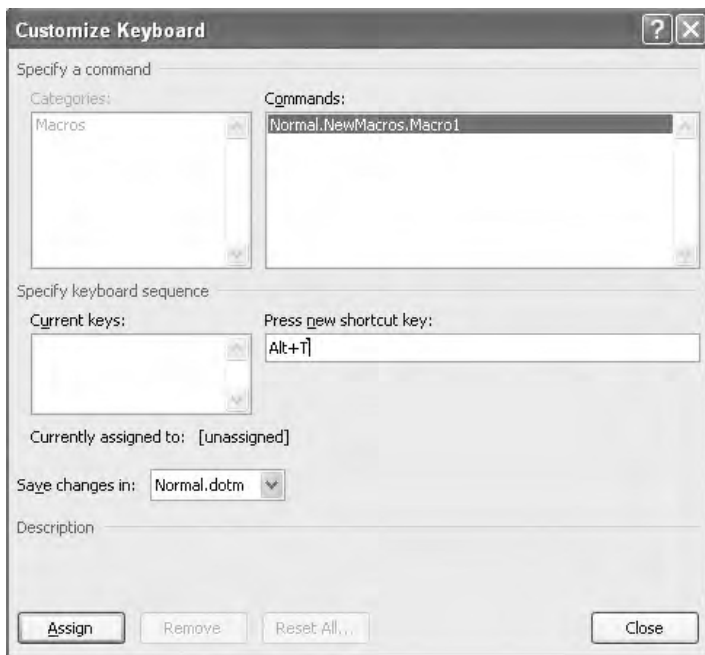 Customize Keyboard
Specify a command
Categories:
Commands:
Macros
Normal.NewMacros.Macro1
Specify keyboard sequence
Current keys:
Press new shortcut key:
Alt+T
Currently assigned to: [unassigned]
Save changes in: Normal.dotm
Description
Assign Remove Reset All... Close